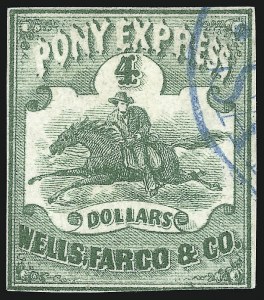 PONY EXPRESS
4
DOLLARS
WELLS, FARGO & CO.